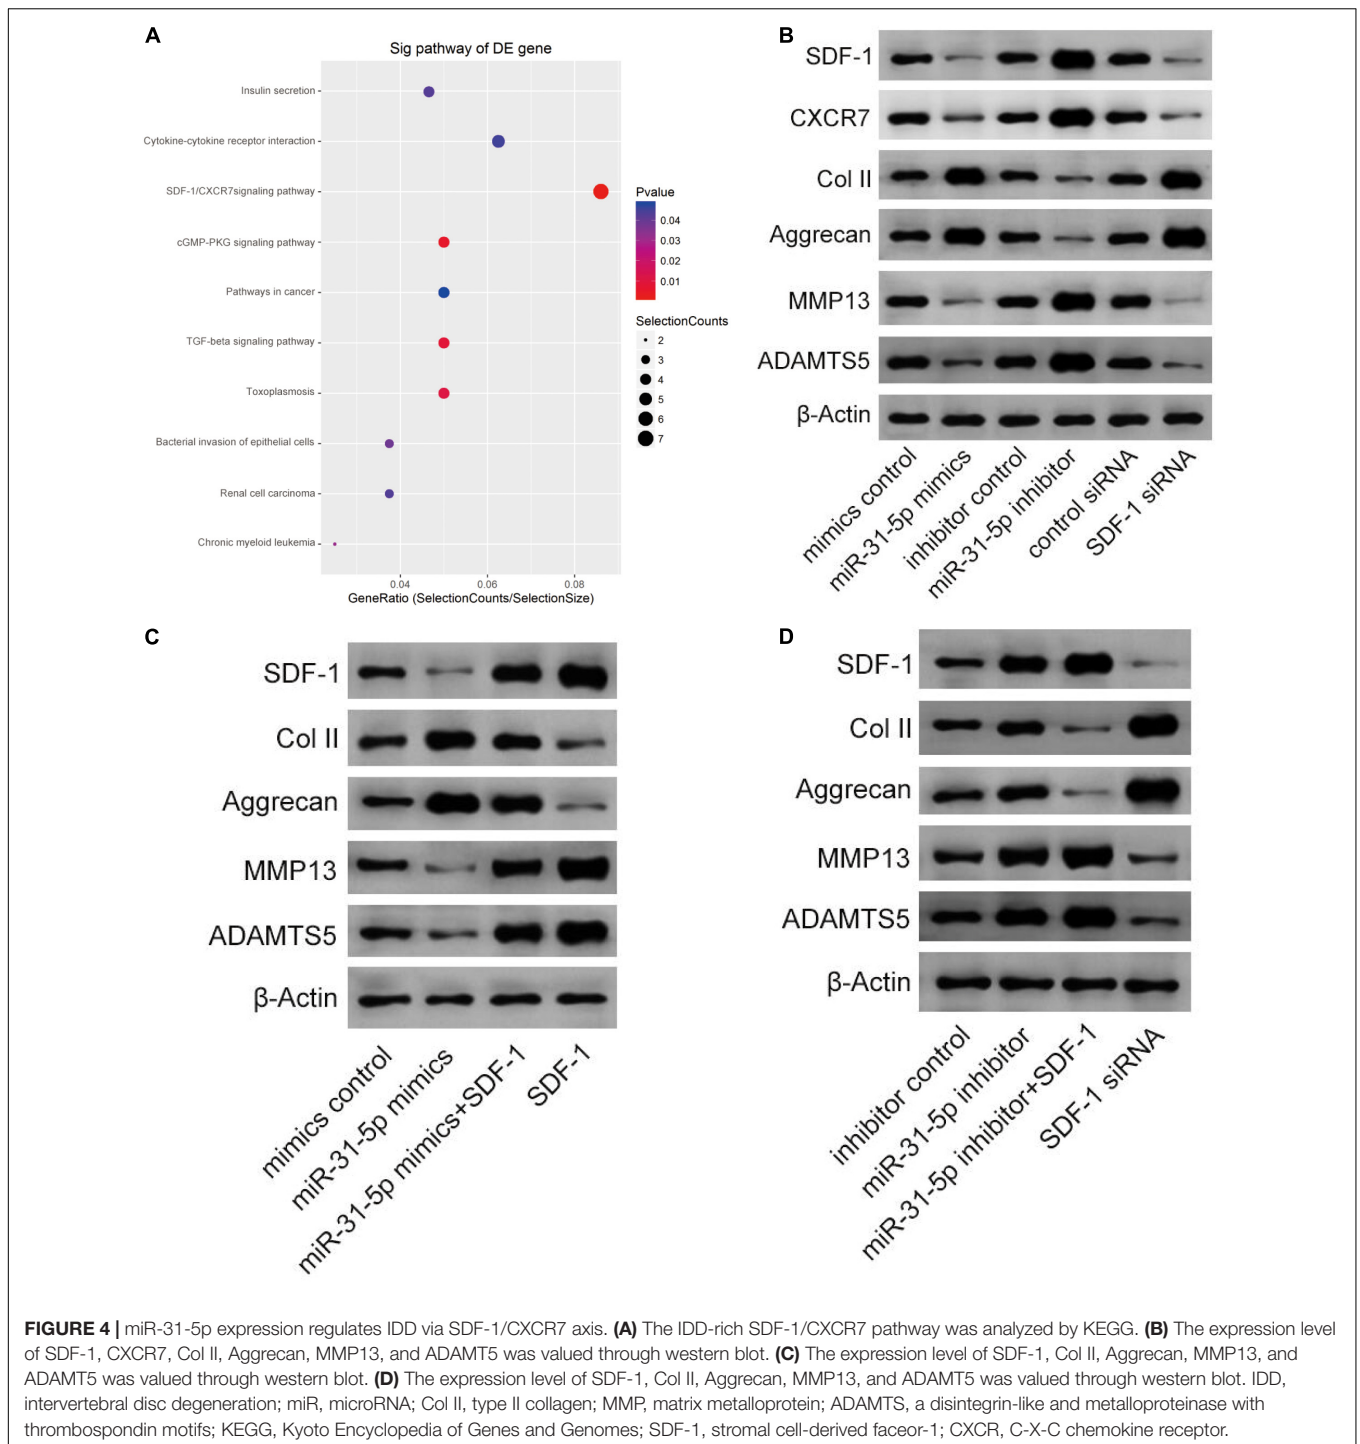 A
Sig pathway of DE gene
Insulin secretion
Cytokine-cytokine receptor interaction
SDF-1/CXCR7signaling pathway
cGMP-PKG signaling pathway
Pathways in cancer
TGF-beta signaling pathway
Toxoplasmosis
Bacterial invasion of epithelial cells
Renal cell carcinoma
Chronic myeloid leukemia
0.04 0.06 0.08
GeneRatio (SelectionCounts/SelectionSize)
Pvalue
0.04
0.03
0.02
0.01
SelectionCounts
2
3
4
5
6
7
B
SDF-1
CXCR7
Col II
Aggrecan
MMP13
ADAMTS5
β-Actin
mimics control
miR-31-5p mimics
inhibitor control
miR-31-5p inhibitor
control siRNA
SDF-1 siRNA
C
SDF-1
Col II
Aggrecan
MMP13
ADAMTS5
β-Actin
mimics control
miR-31-5p mimics
miR-31-5p mimics+SDF-1
SDF-1
D
SDF-1
Col II
Aggrecan
MMP13
ADAMTS5
β-Actin
inhibitor control
miR-31-5p inhibitor
miR-31-5p inhibitor+SDF-1
SDF-1 siRNA
FIGURE 4 | miR-31-5p expression regulates IDD via SDF-1/CXCR7 axis. (A) The IDD-rich SDF-1/CXCR7 pathway was analyzed by KEGG. (B) The expression level
of SDF-1, CXCR7, Col II, Aggrecan, MMP13, and ADAMT5 was valued through western blot. (C) The expression level of SDF-1, Col II, Aggrecan, MMP13, and
ADAMT5 was valued through western blot. (D) The expression level of SDF-1, Col II, Aggrecan, MMP13, and ADAMT5 was valued through western blot. IDD,
intervertebral disc degeneration; miR, microRNA; Col II, type II collagen; MMP, matrix metalloprotein; ADAMTS, a disintegrin-like and metalloproteinase with
thrombospondin motifs; KEGG, Kyoto Encyclopedia of Genes and Genomes; SDF-1, stromal cell-derived faceor-1; CXCR, C-X-C chemokine receptor.